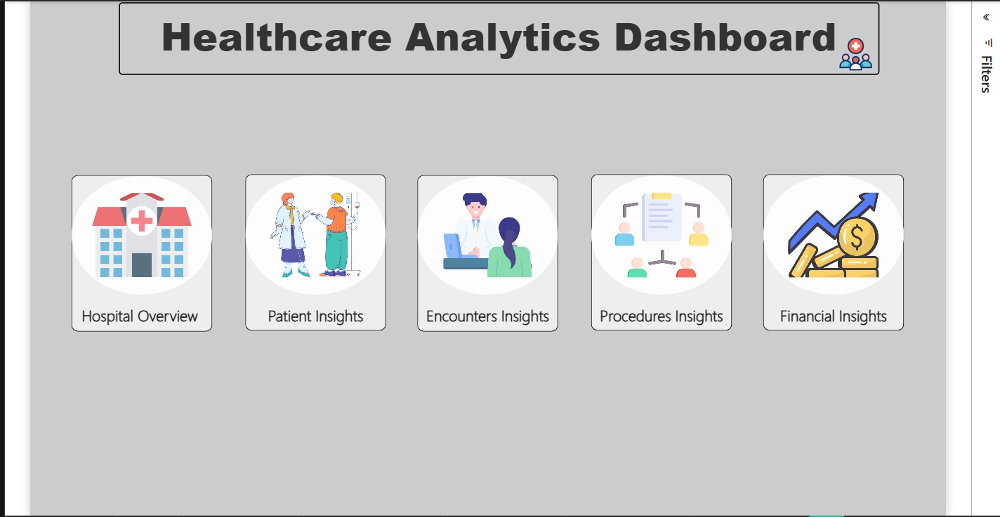 Healthcare Analytics Dashboard
Filters
Hospital Overview
Patient Insights
Encounters Insights
Procedures Insights
Financial Insights